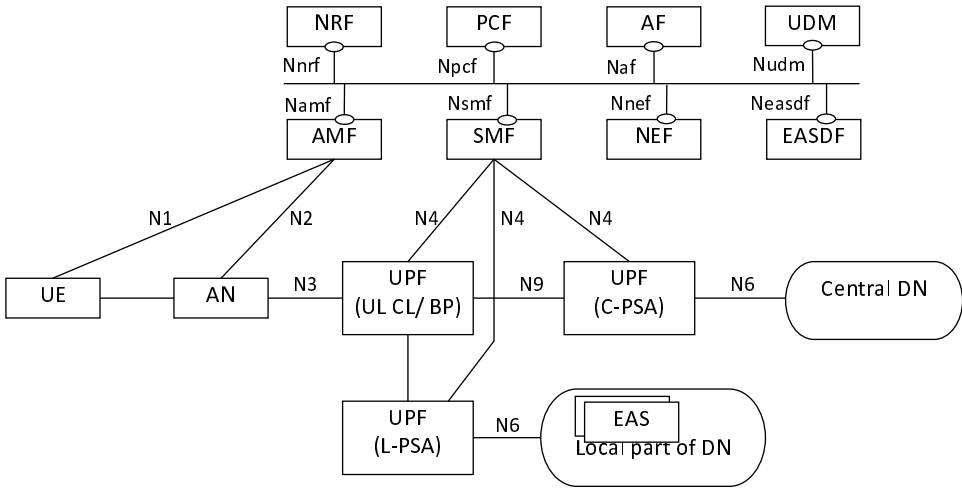 NRF
PCF
AF
UDM
Nnrf
Npcf
Naf
Nudm
Namf
Nsmf
Nnef
Neasdf
AMF
SMF
NEF
EASDF
N1
N2
N4
N4
N4
UE
AN
N3
UPF
(UL CL/ BP)
N9
UPF
(C-PSA)
N6
Central DN
UPF
(L-PSA)
N6
EAS
Local part of DN